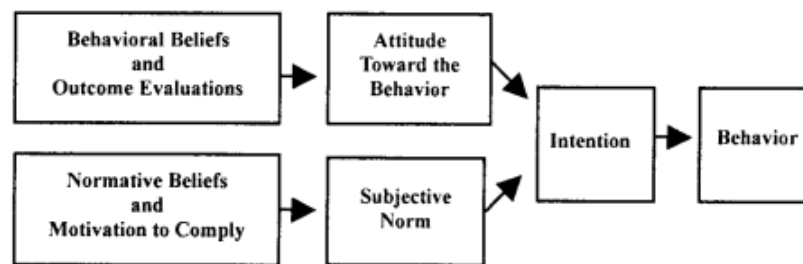 Behavioral Beliefs
and
Outcome Evaluations
Attitude
Toward the
Behavior
Normative Beliefs
and
Motivation to Comply
Subjective
Norm
Intention
Behavior